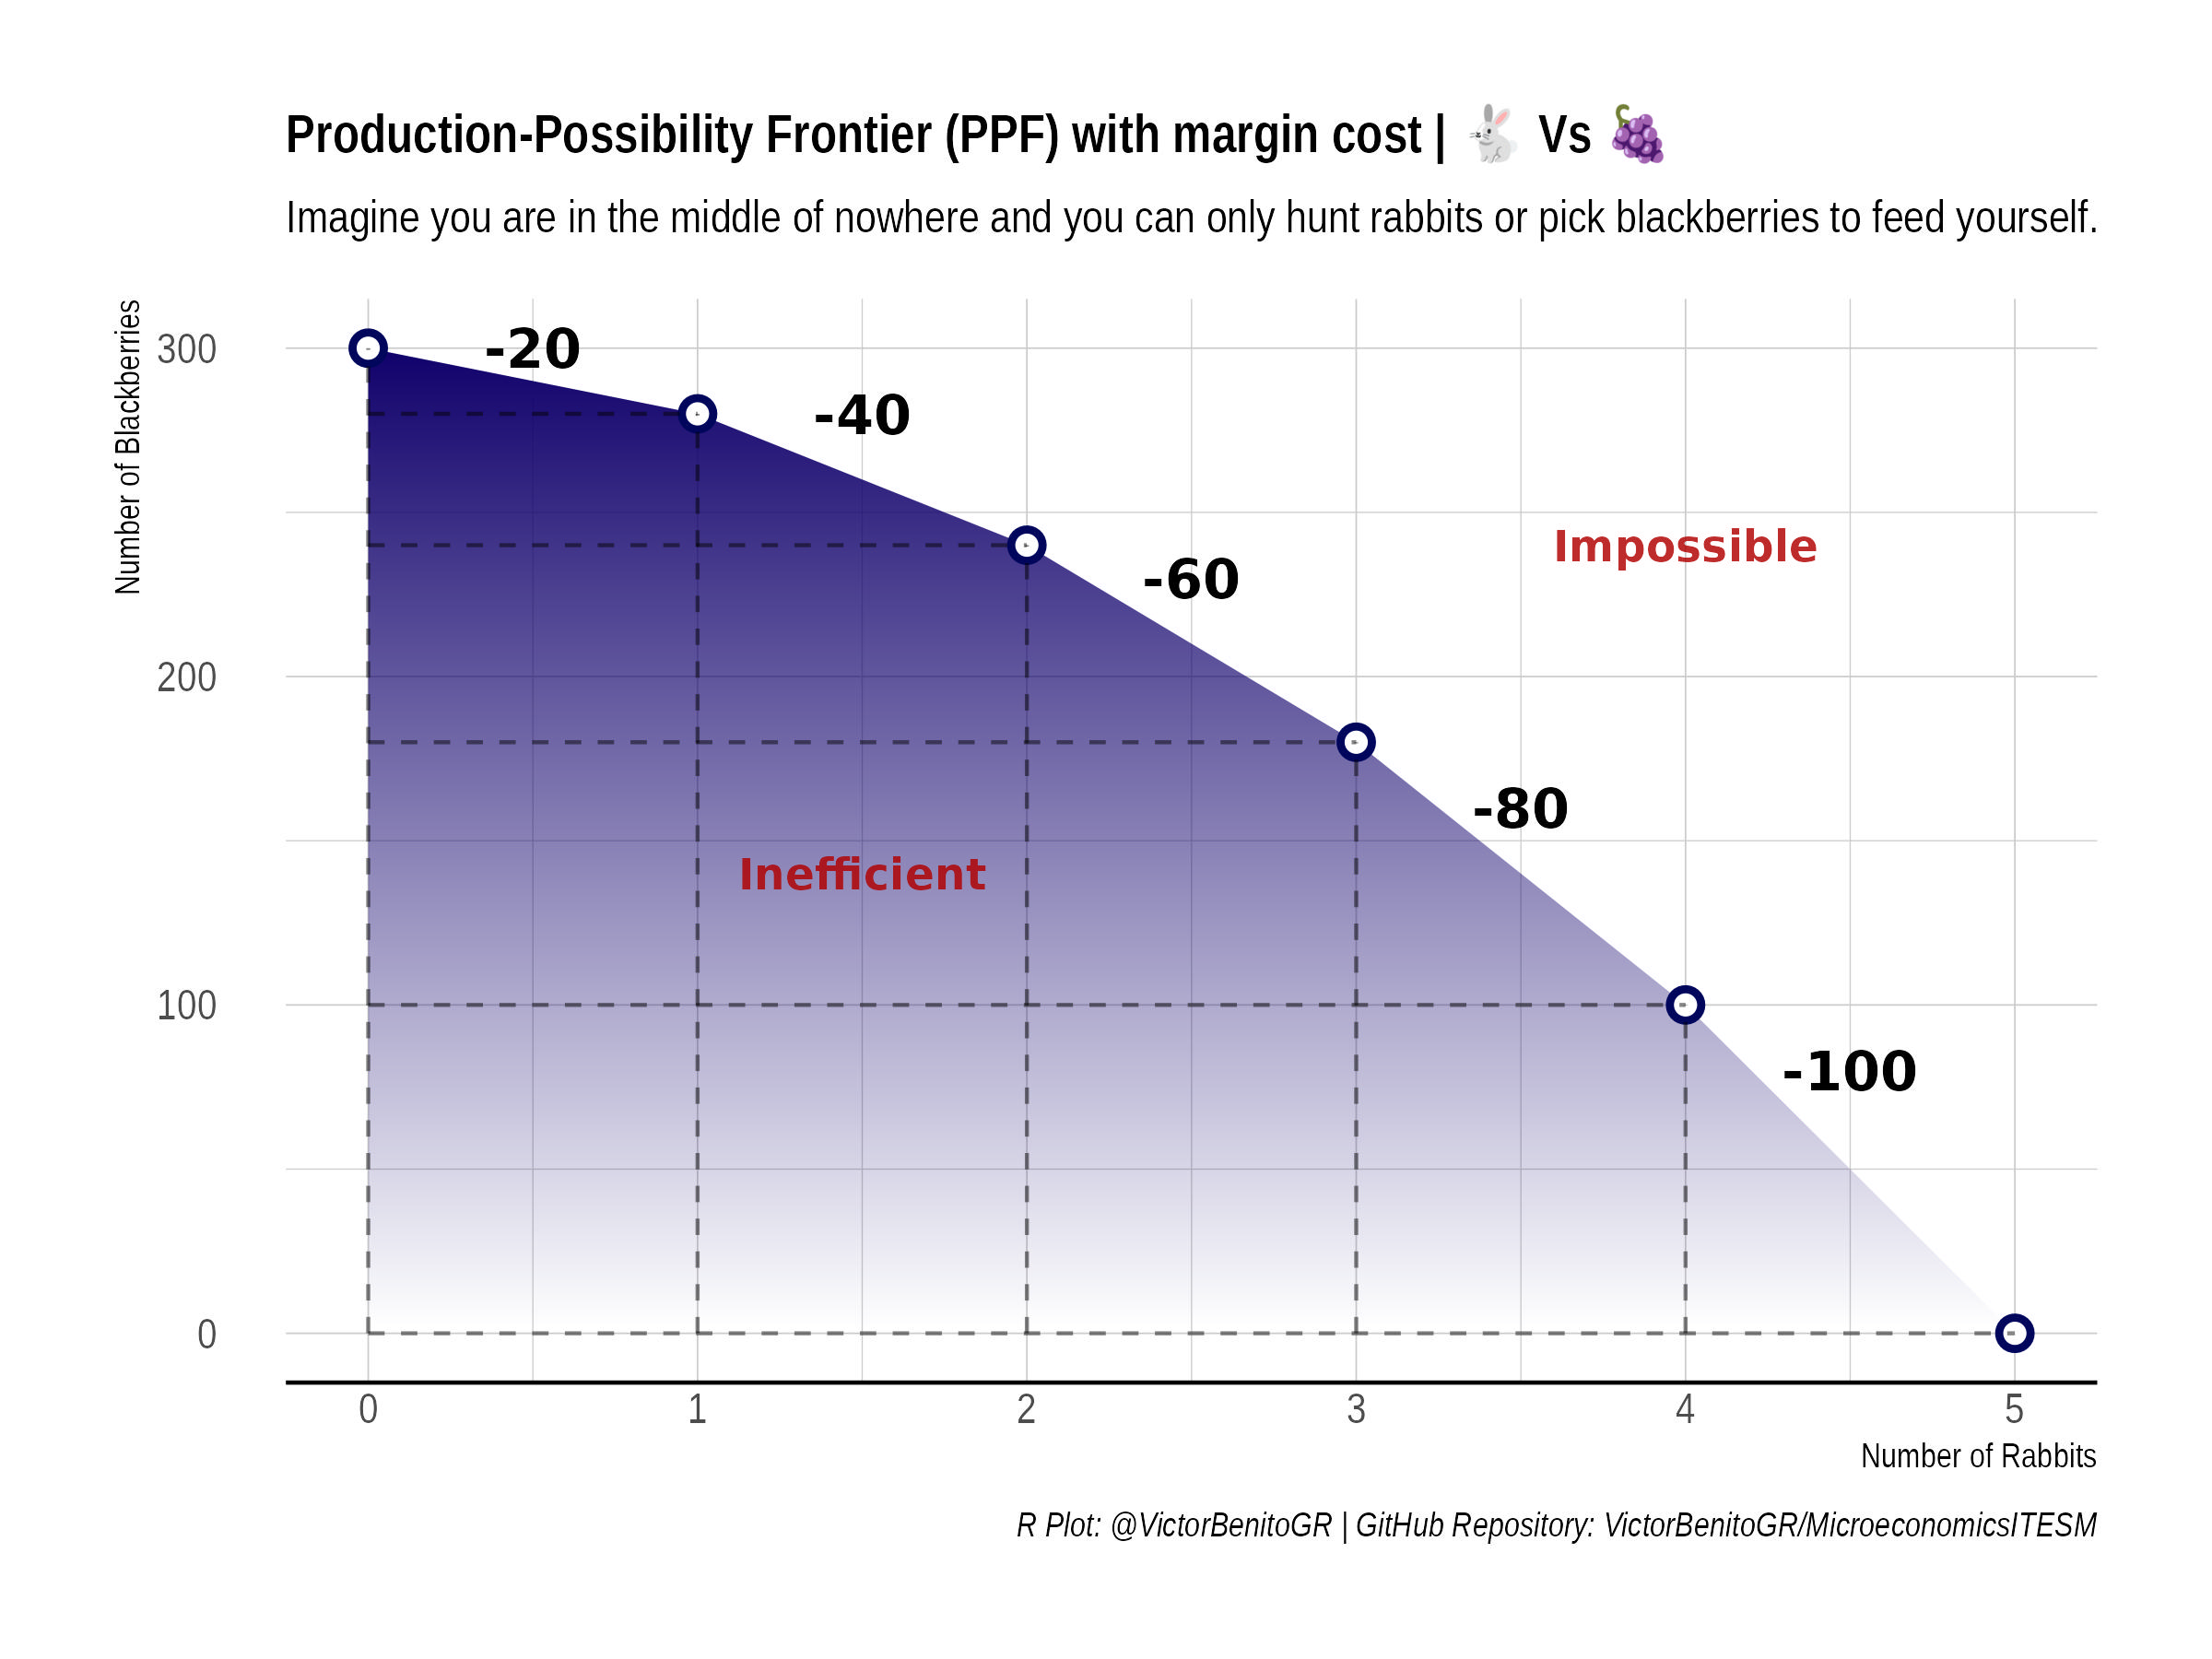 Production-Possibility Frontier (PPF) with margin cost | 🐇 Vs 🍇
Imagine you are in the middle of nowhere and you can only hunt rabbits or pick blackberries to feed yourself.
Number of Blackberries
300
200
100
0
-20
-40
-60
-80
-100
Impossible
Inefficient
0 1 2 3 4 5
Number of Rabbits
R Plot: @VictorBenitoGR | GitHub Repository: VictorBenitoGR/MicroeconomicsITESM